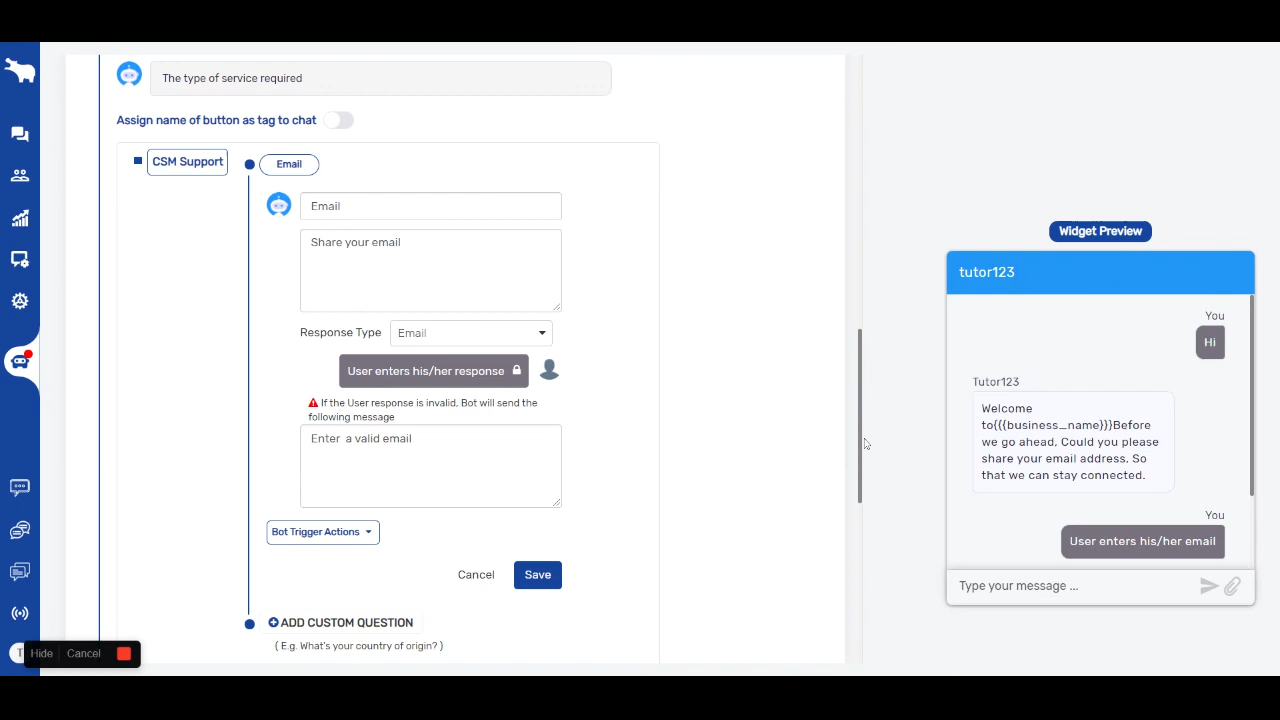 The type of service required
Assign name of button as tag to chat
CSM Support
Email
Email
Share your email
Response Type
Email
User enters his/her response
If the User response is invalid, Bot will send the
following message
Enter  a valid email
Bot Trigger Actions
Cancel
Save
ADD CUSTOM QUESTION
( E.g. What's your country of origin? )
Widget Preview
tutor123
You
Hi
Tutor123
Welcome
to{{{business_name}}}Before
we go ahead, Could you please
share your email address. So
that we can stay connected.
You
User enters his/her email
Type your message ...
T
Hide
Cancel